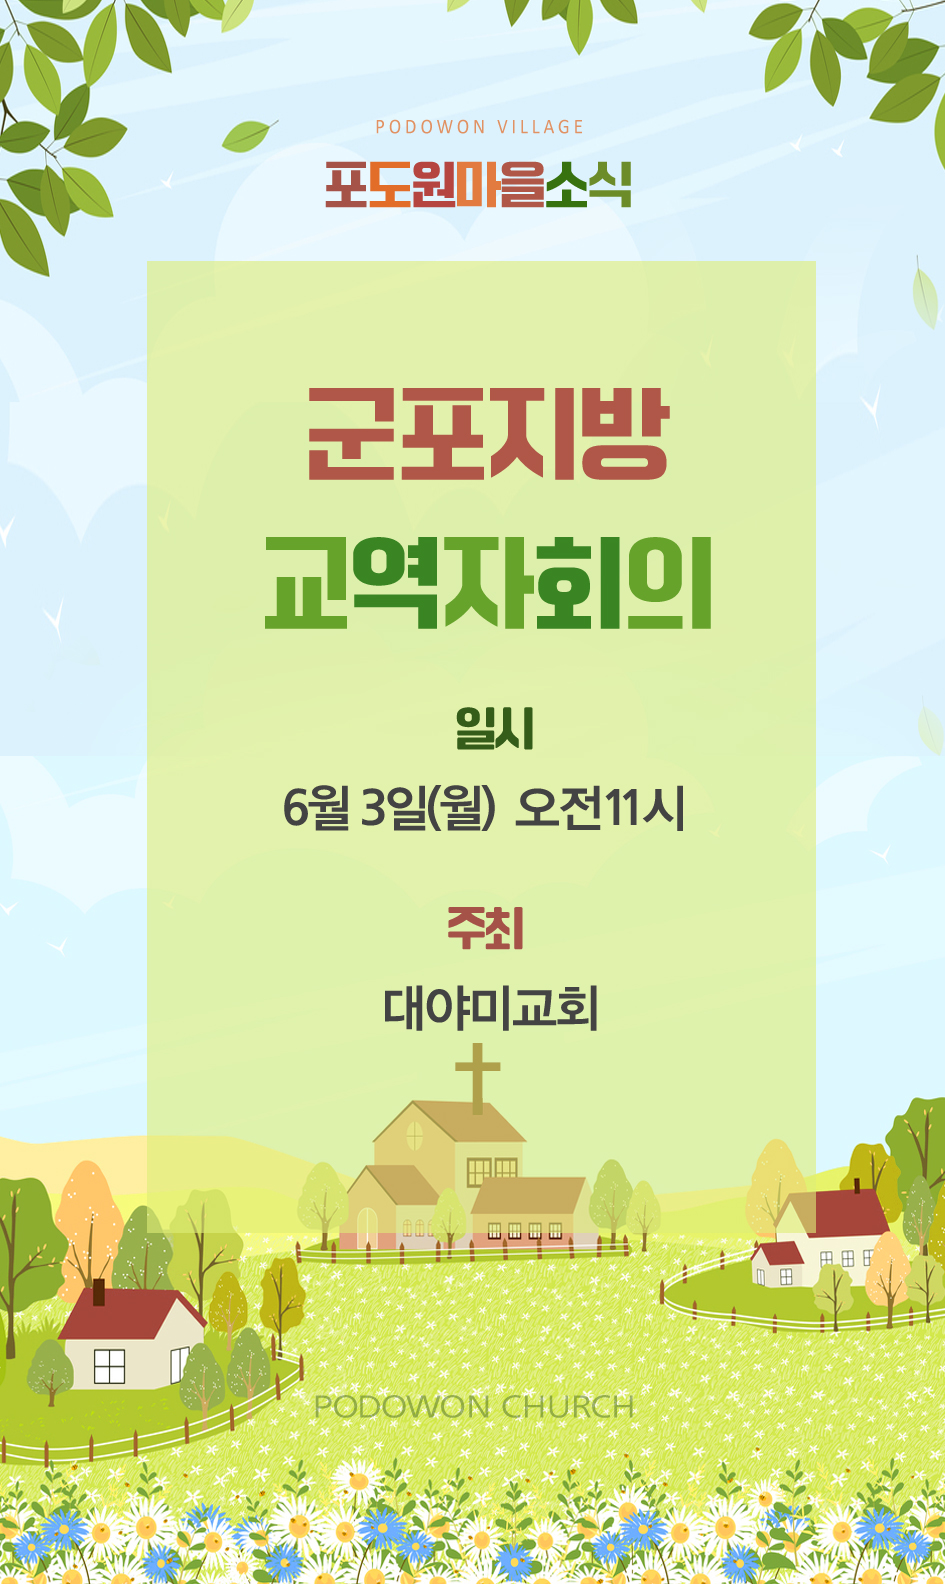 PODOWON VILLAGE
포도원마을소식
군포지방
교역자회의
일시
6월 3일(월) 오전11시
주최
대야미교회
PODOWON CHURCH